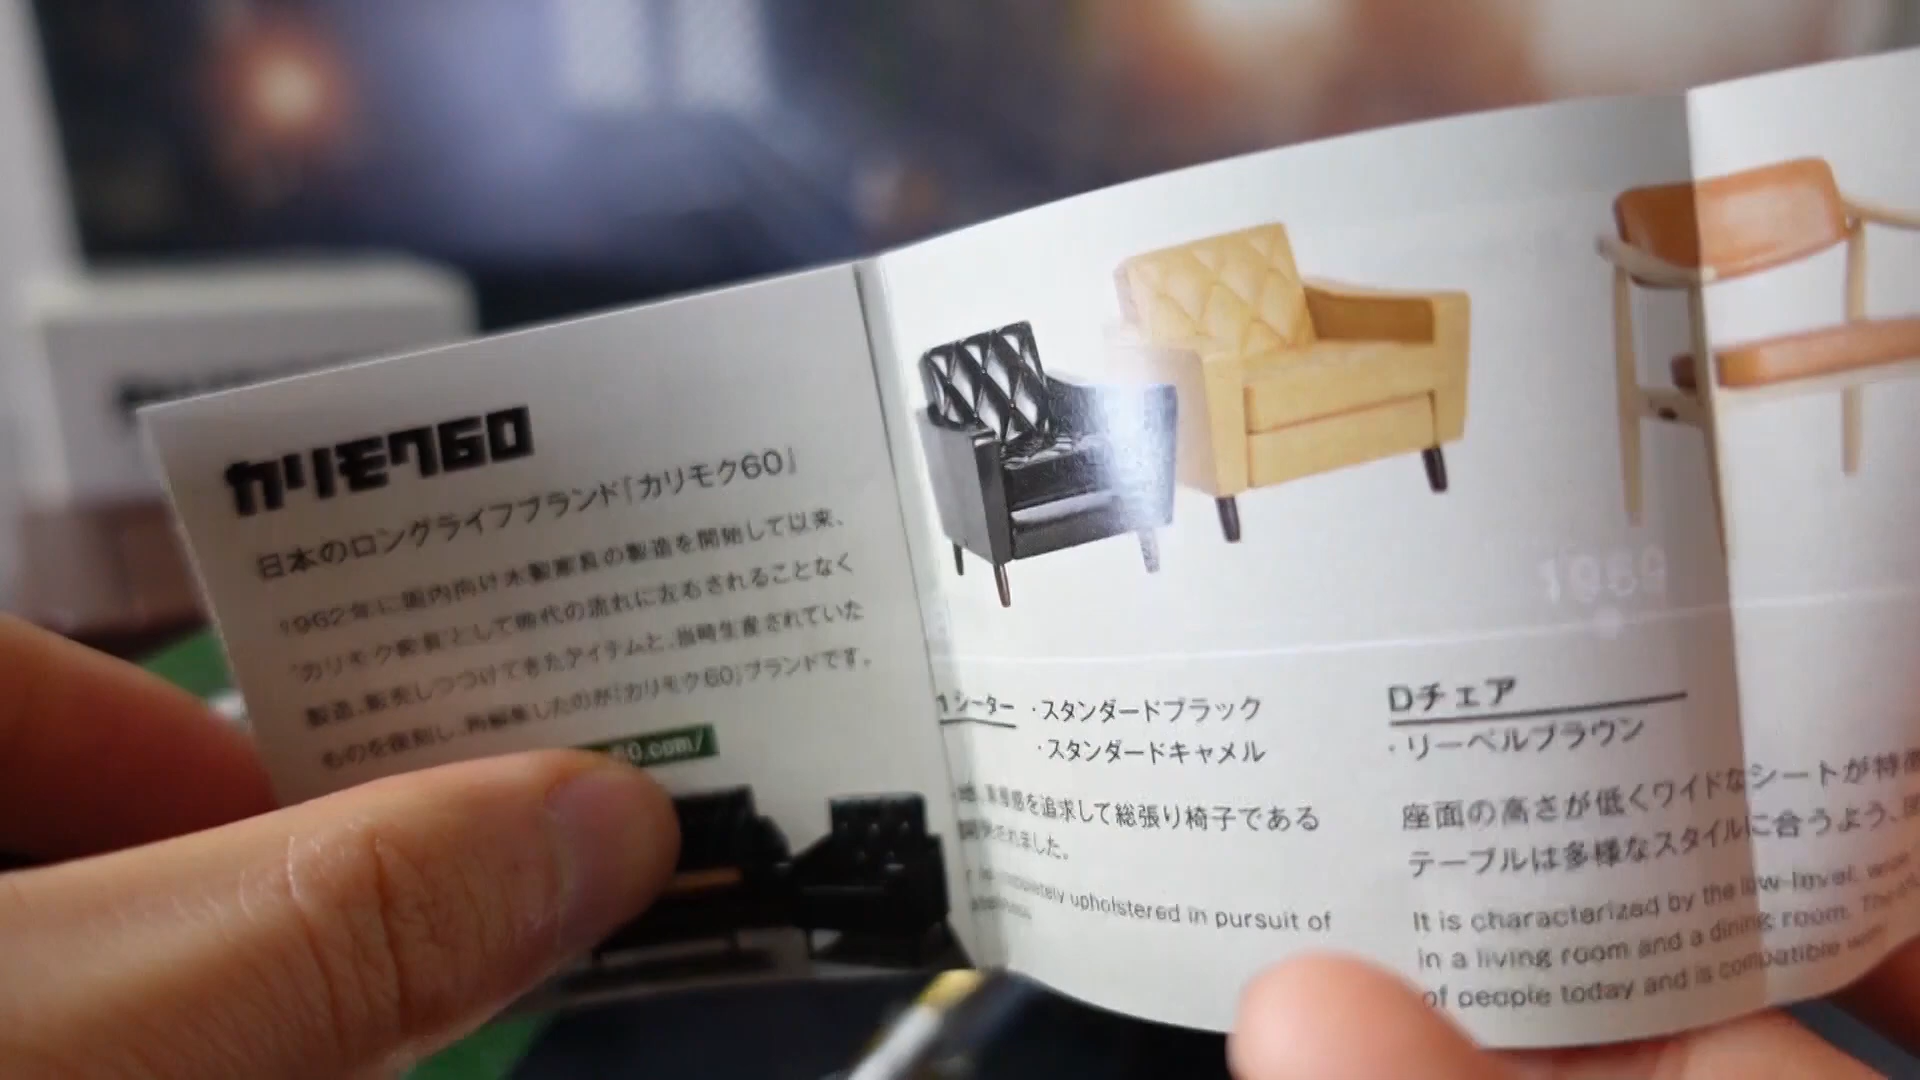 カリモク60
日本のロングライフブランド「カリモク60」
1962年に国内向け木製家具の製造を開始して以来、
"カリモク家具"として時代の流れに左右されることなく
製造、販売しつづけてきたアイテムと、当時生産されていた
ものを復刻し、再編集したのが「カリモク60」ブランドです。
60.com/
1シーター ・スタンダードブラック
・スタンダードキャメル
を追求して総張り椅子である
されました。
upholstered in pursuit of
Dチェア
・リーベルブラウン
座面の高さが低くワイドなシートが特
テーブルは多様なスタイルに合うよう、
It is characterized by the low-level
in a living room and a dining room.
of people today and is compatible